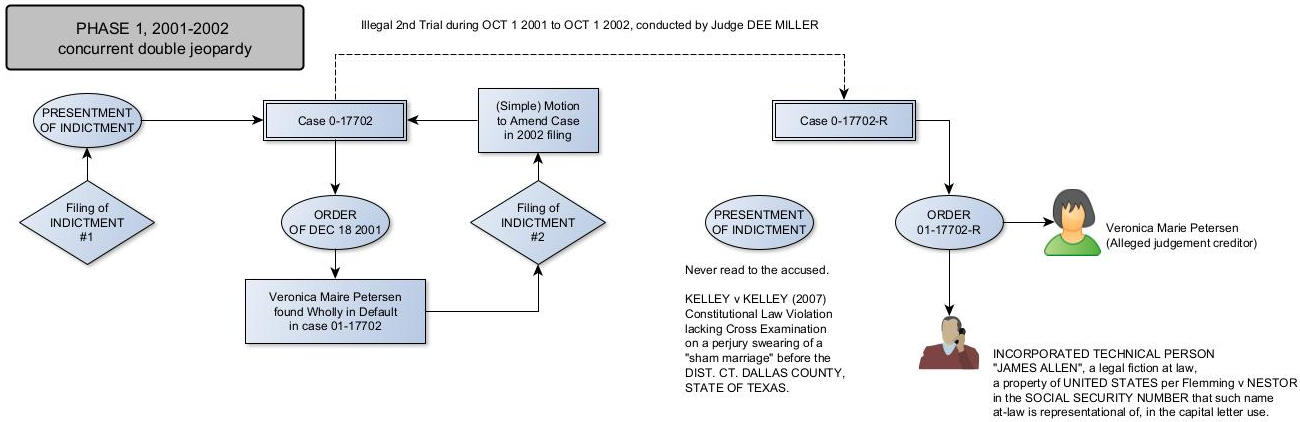 PHASE 1, 2001-2002
concurrent double jeopardy
Illegal 2nd Trial during OCT 1 2001 to OCT 1 2002, conducted by Judge DEE MILLER
PRESENTMENT
OF INDICTMENT
Case 0-17702
(Simple) Motion
to Amend Case
in 2002 filing
Case 0-17702-R
Filing of
INDICTMENT
#1
ORDER
OF DEC 18 2001
Filing of
INDICTMENT
#2
PRESENTMENT
OF INDICTMENT
ORDER
01-17702-R
Veronica Marie Petersen
(Alleged judgement creditor)
Veronica Maire Petersen
found Wholly in Default
in case 01-17702
Never read to the accused.
KELLEY v KELLEY (2007)
Constitutional Law Violation
lacking Cross Examination
on a perjury swearing of a
"sham marriage" before the
DIST. CT. DALLAS COUNTY,
STATE OF TEXAS.
INCORPORATED TECHNICAL PERSON
"JAMES ALLEN", a legal fiction at law,
a property of UNITED STATES per Flemming v NESTOR
in the SOCIAL SECURITY NUMBER that such name
at-law is representational of, in the capital letter use.